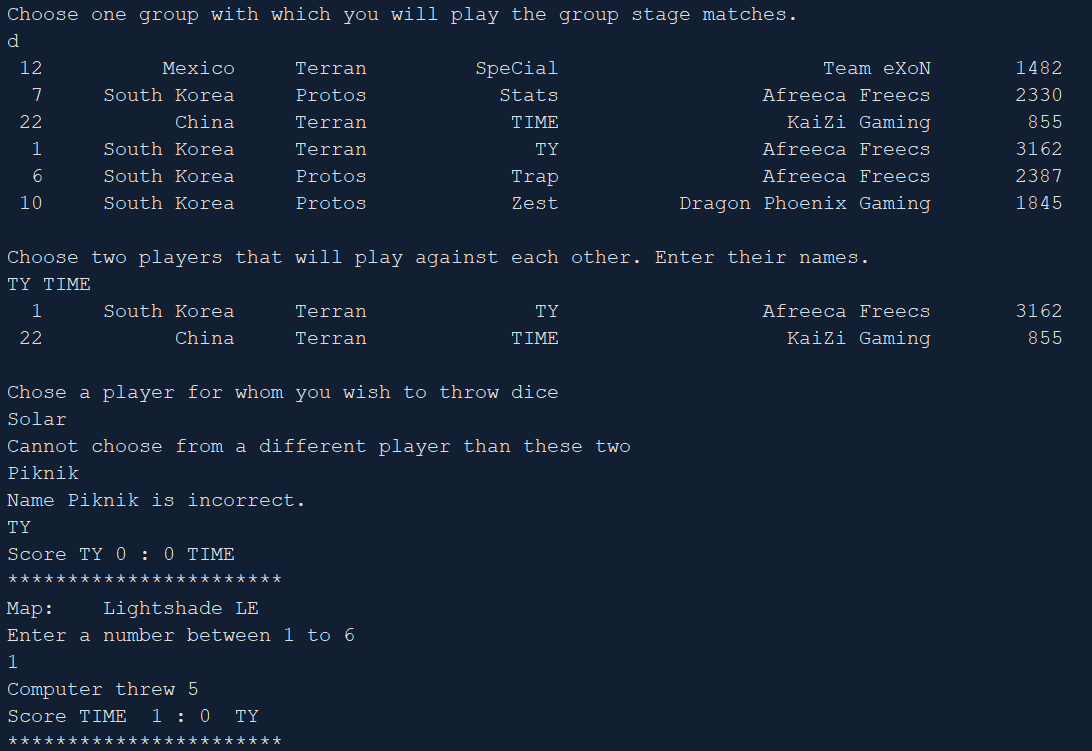 Choose one group with which you will play the group stage matches.
d
12 Mexico Terran SpeCial Team eXoN 1482
7 South Korea Protos Stats Afreeca Freecs 2330
22 China Terran TIME KaiZi Gaming 855
1 South Korea Terran TY Afreeca Freecs 3162
6 South Korea Protos Trap Afreeca Freecs 2387
10 South Korea Protos Zest Dragon Phoenix Gaming 1845
Choose two players that will play against each other. Enter their names.
TY TIME
1 South Korea Terran TY Afreeca Freecs 3162
22 China Terran TIME KaiZi Gaming 855
Chose a player for whom you wish to throw dice
Solar
Cannot choose from a different player than these two
Piknik
Name Piknik is incorrect.
TY
Score TY 0 : 0 TIME
***********************
Map: Lightshade LE
Enter a number between 1 to 6
1
Computer threw 5
Score TIME 1 : 0 TY
***********************